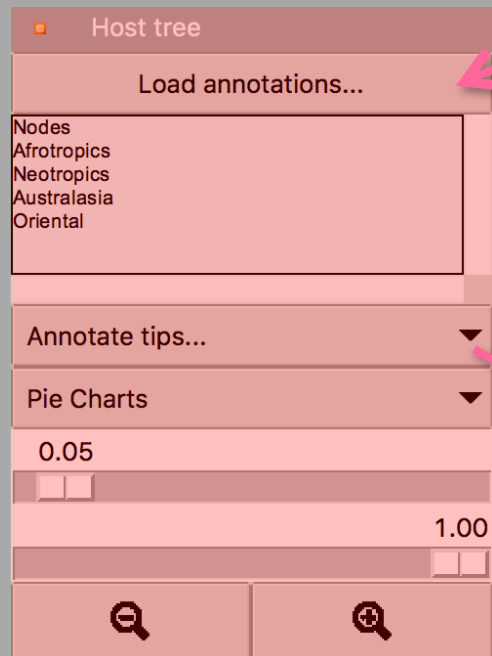 Host tree
Load annotations...
Nodes
Afrotropics
Neotropics
Australasia
Oriental
Annotate tips...
Pie Charts
0.05
1.00